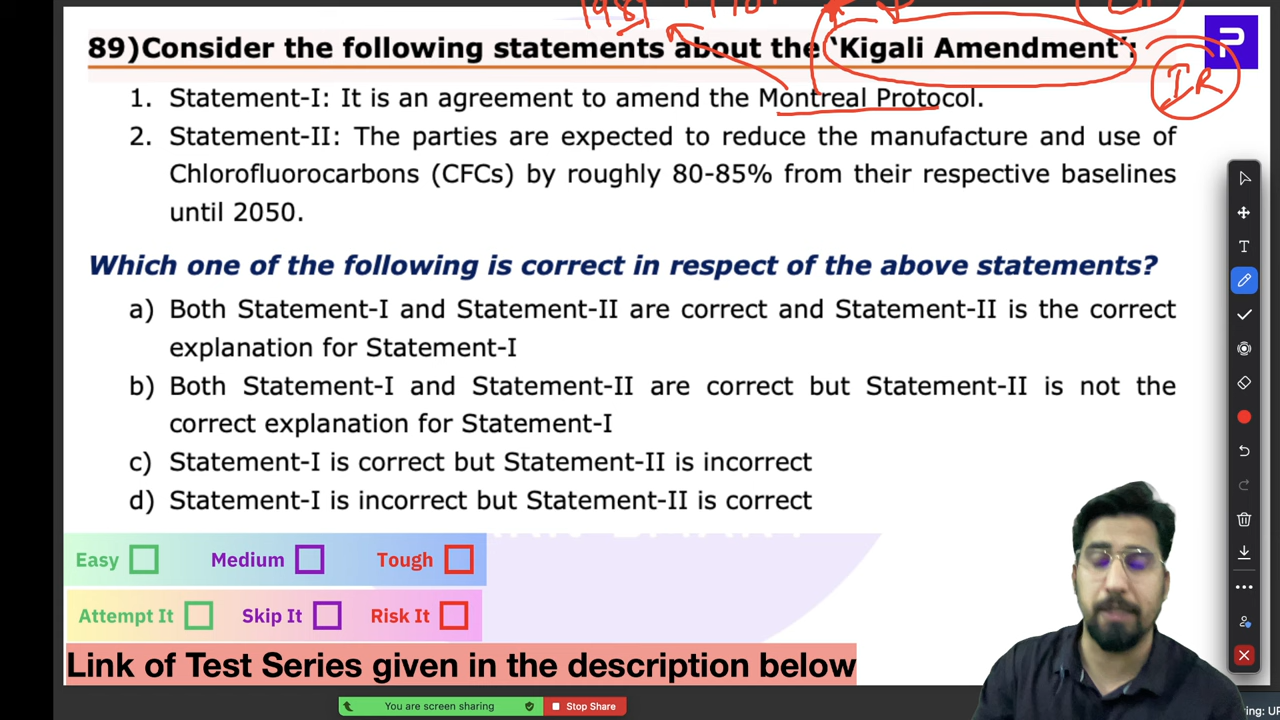 89)Consider the following statements about the 'Kigali Amendment':
IR
1. Statement-I: It is an agreement to amend the Montreal Protocol.
2. Statement-II: The parties are expected to reduce the manufacture and use of
Chlorofluorocarbons (CFCs) by roughly 80-85% from their respective baselines
until 2050.
Which one of the following is correct in respect of the above statements?
a) Both Statement-I and Statement-II are correct and Statement-II is the correct
explanation for Statement-I
b) Both Statement-I and Statement-II are correct but Statement-II is not the
correct explanation for Statement-I
c) Statement-I is correct but Statement-II is incorrect
d) Statement-I is incorrect but Statement-II is correct
Easy Medium Tough
Attempt It Skip It Risk It
Link of Test Series given in the description below
You are screen sharing Stop Share